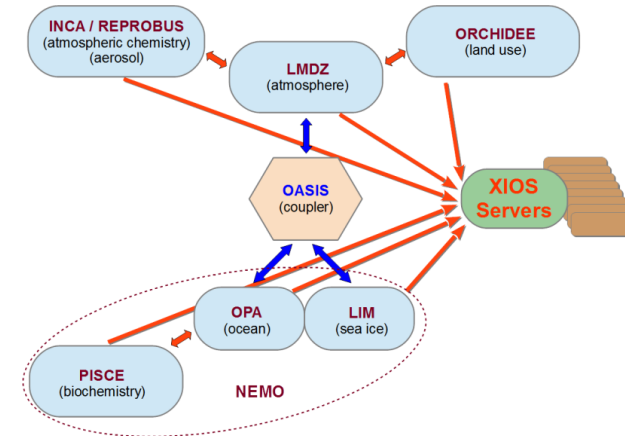 INCA / REPROBUS
(atmospheric chemistry)
(aerosol)
LMDZ
(atmosphere)
ORCHIDEE
(land use)
OASIS
(coupler)
XIOS
Servers
OPA
(ocean)
LIM
(sea ice)
PISCE
(biochemistry)
NEMO